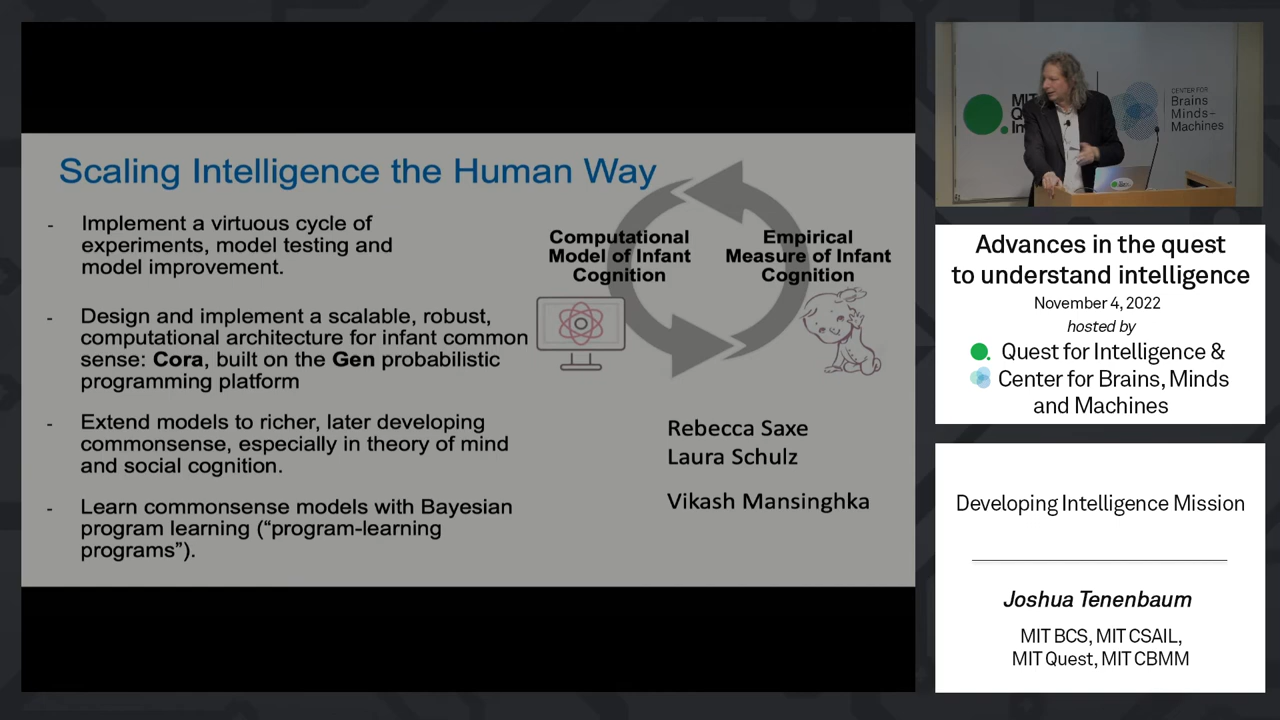 Scaling Intelligence the Human Way
- Implement a virtuous cycle of
experiments, model testing and
model improvement.
- Design and implement a scalable, robust,
computational architecture for infant common
sense: Cora, built on the Gen probabilistic
programming platform
- Extend models to richer, later developing
commonsense, especially in theory of mind
and social cognition.
- Learn commonsense models with Bayesian
program learning (“program-learning
programs”).
Computational
Model of Infant
Cognition
Empirical
Measure of Infant
Cognition
Rebecca Saxe
Laura Schulz
Vikash Mansinghka
MIT
CENTER FOR
Brains
Minds–
Machines
Advances in the quest
to understand intelligence
November 4, 2022
hosted by
Quest for Intelligence &
Center for Brains, Minds
and Machines
Developing Intelligence Mission
Joshua Tenenbaum
MIT BCS, MIT CSAIL,
MIT Quest, MIT CBMM